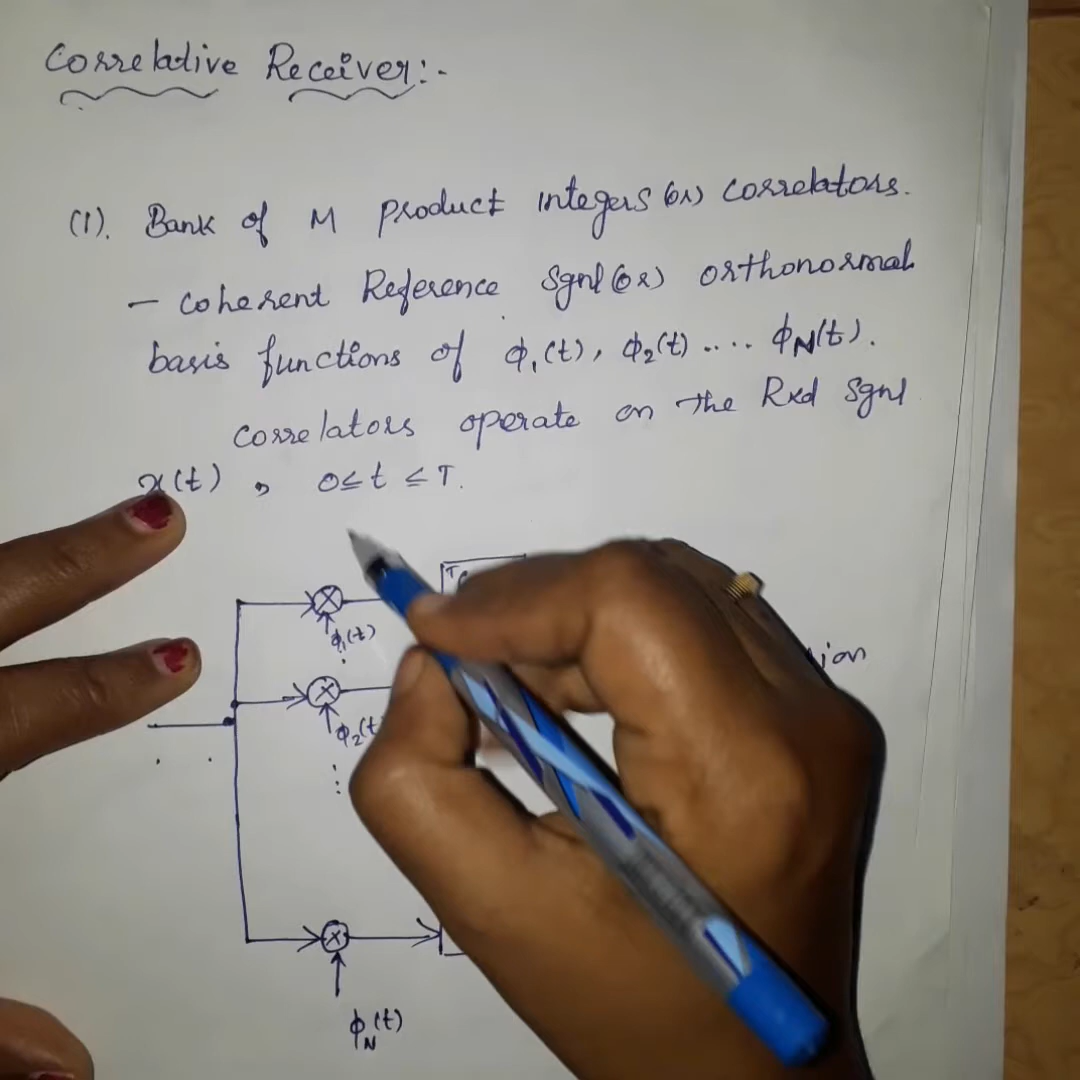 Correlative Receiver:-
(1). Bank of M product integers (or) correlators.
- coherent Reference Sgnl (or) orthonormal
basis functions of ϕ₁(t), ϕ₂(t) .... ϕN(t).
correlators operate on the Rxd Sgnl
x(t) , 0≤ t ≤T.
T
ϕ₁(t)
ϕ₂(t
ϕN(t)